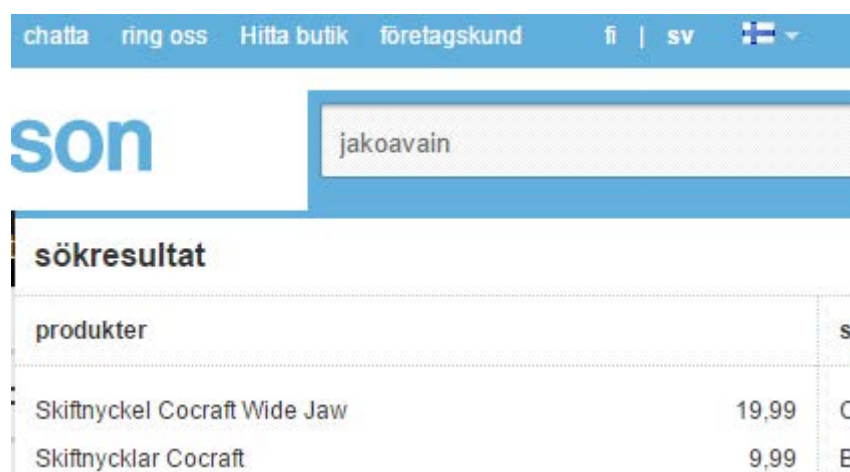 chatta ring oss Hitta butik företagskund fi | sv
son
jakoavain
sökresultat
produkter s
Skiftnyckel Cocraft Wide Jaw 19,99
Skiftnycklar Cocraft 9,99